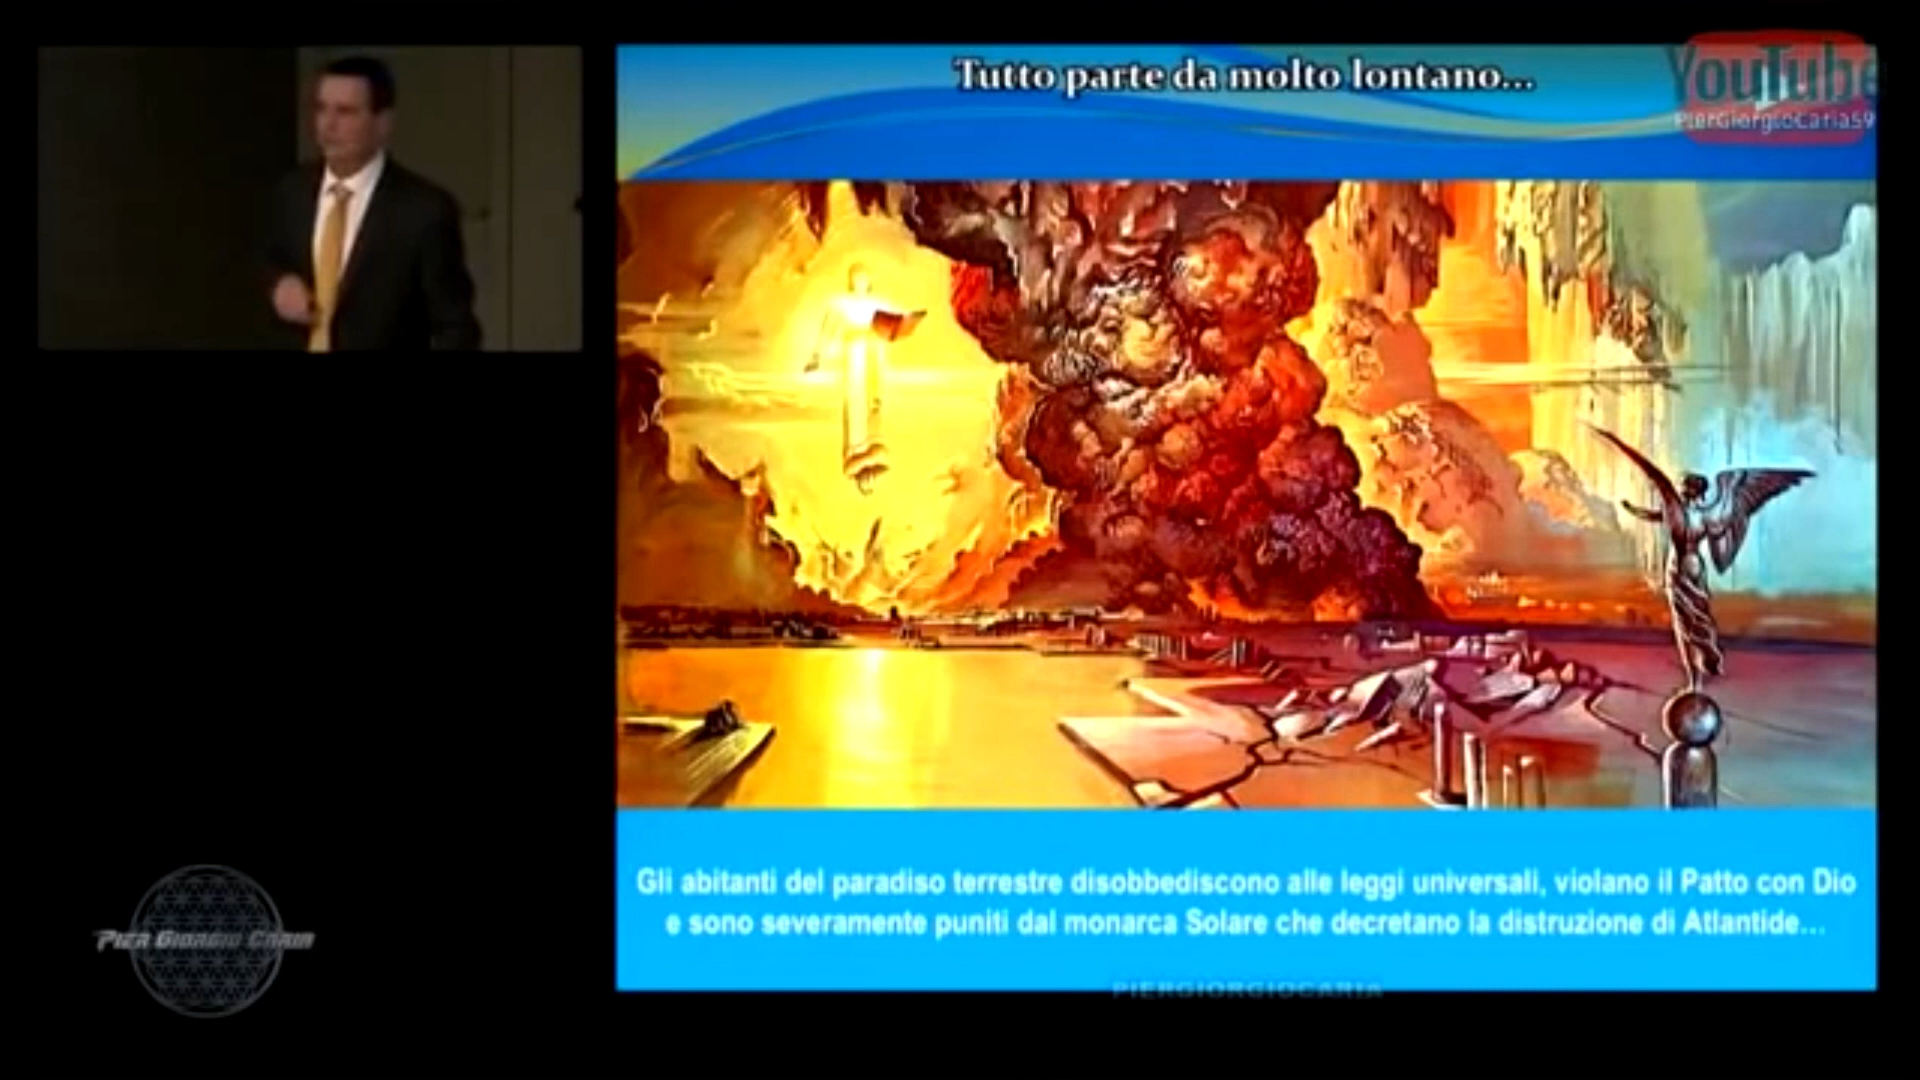 Tutto parte da molto lontano...
YouTube
PierGiorgioCaria59
Gli abitanti del paradiso terrestre disobbediscono alle leggi universali, violano il Patto con Dio
e sono severamente puniti dal monarca Solare che decretano la distruzione di Atlantide...
PIER GIORGIO CARIA
PIERGIORGIOCARIA